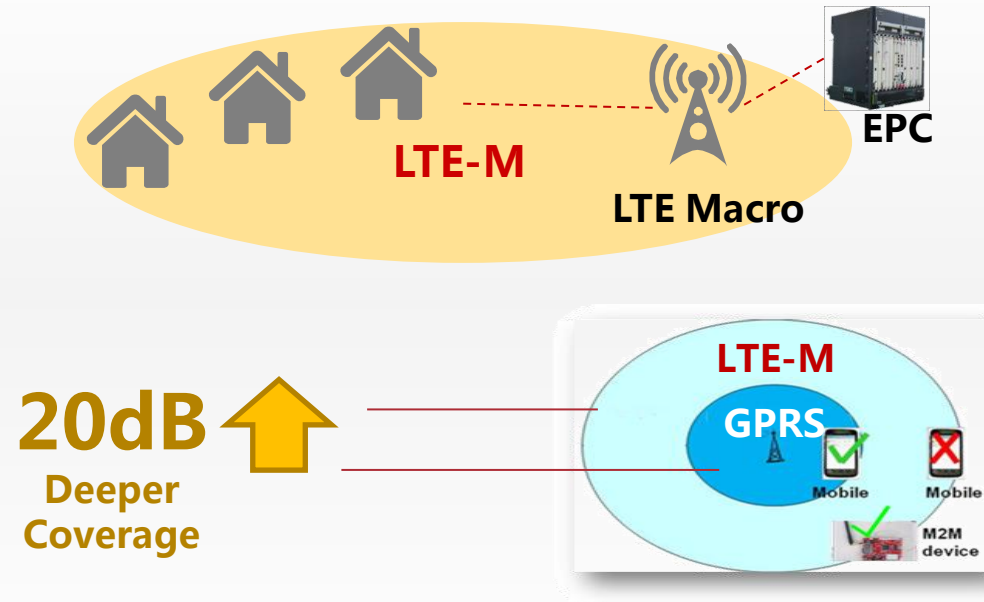 EPC
LTE-M
LTE Macro
LTE-M
GPRS
20dB
Deeper
Coverage
Mobile
Mobile
M2M
device